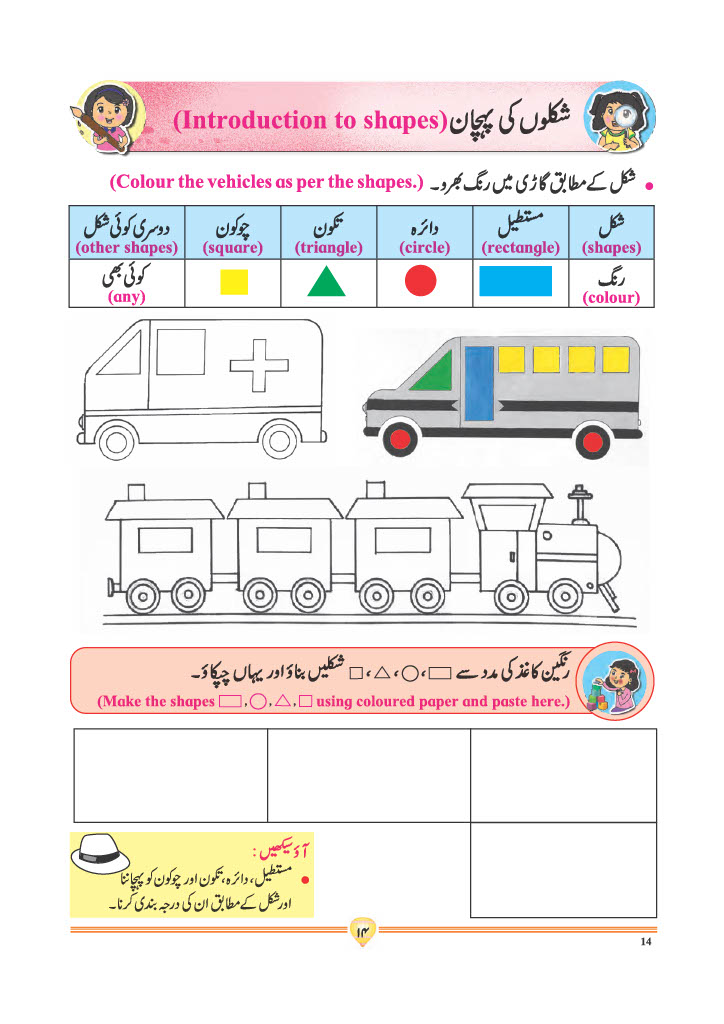 شکلوں کی پہچان (Introduction to shapes)
• شکل کے مطابق گاڑی میں رنگ بھرو۔ (Colour the vehicles as per the shapes.)
شکل مستطیل دائرہ تکون چوکون دوسری کوئی شکل
(shapes) (rectangle) (circle) (triangle) (square) (other shapes)
رنگ کوئی بھی
(colour) (any)
رنگین کاغذ کی مدد سے ▭، ○، △، □ شکلیں بناؤ اور یہاں چپکاؤ۔
(Make the shapes ▭, ○, △, □ using coloured paper and paste here.)
آؤ سیکھیں :
• مستطیل، دائرہ، تکون اور چوکون کو پہچاننا
اور شکل کے مطابق ان کی درجہ بندی کرنا۔
۱۴
14